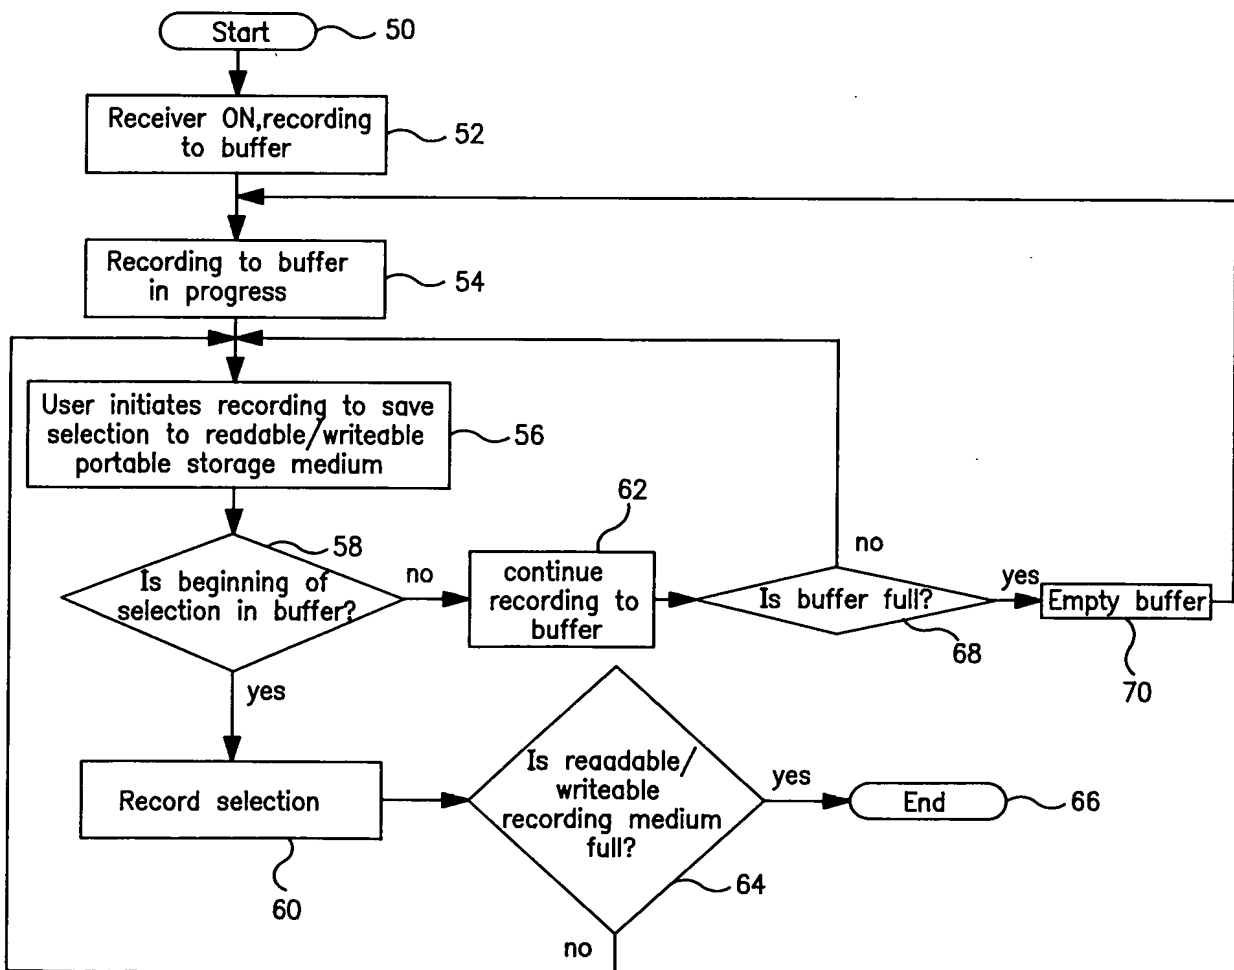 Start
50
Receiver ON,recording
to buffer
52
Recording to buffer
in progress
54
User initiates recording to save
selection to readable/writeable
portable storage medium
56
58
Is beginning of
selection in buffer?
no
62
continue
recording to
buffer
no
Is buffer full?
68
yes
Empty buffer
70
yes
Record selection
60
Is reaadable/
writeable
recording medium
full?
64
yes
End
66
no